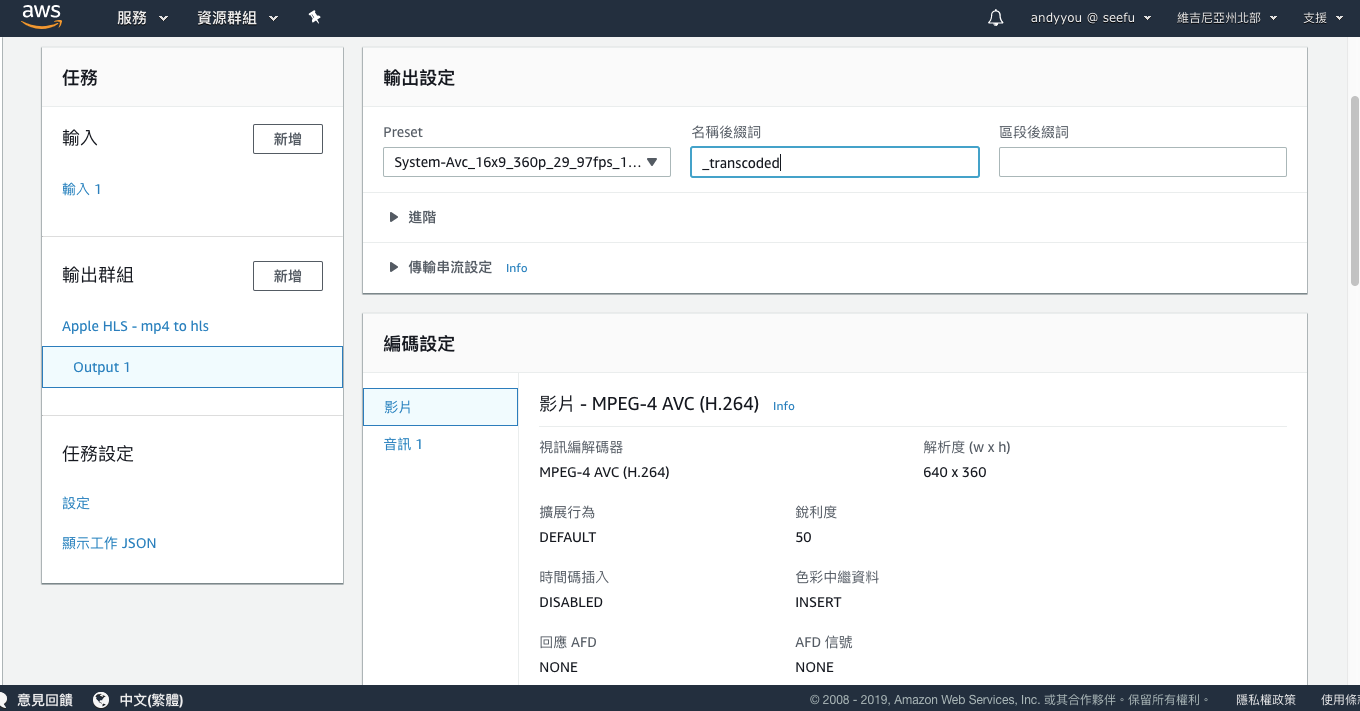 aws 服務 資源群組 andyyou @ seefu 維吉尼亞州北部 支援
任務
輸入 新增
輸入 1
輸出群組 新增
Apple HLS - mp4 to hls
Output 1
任務設定
設定
顯示工作 JSON
輸出設定
Preset 名稱後綴詞 區段後綴詞
System-Avc_16x9_360p_29_97fps_1... _transcoded
進階
傳輸串流設定 Info
編碼設定
影片
音訊 1
影片 - MPEG-4 AVC (H.264) Info
視訊編解碼器 解析度 (w x h)
MPEG-4 AVC (H.264) 640 x 360
擴展行為 銳利度
DEFAULT 50
時間碼插入 色彩中繼資料
DISABLED INSERT
回應 AFD AFD 信號
NONE NONE
意見回饋 中文(繁體) © 2008 - 2019, Amazon Web Services, Inc. 或其合作夥伴。保留所有權利。 隱私權政策 使用條